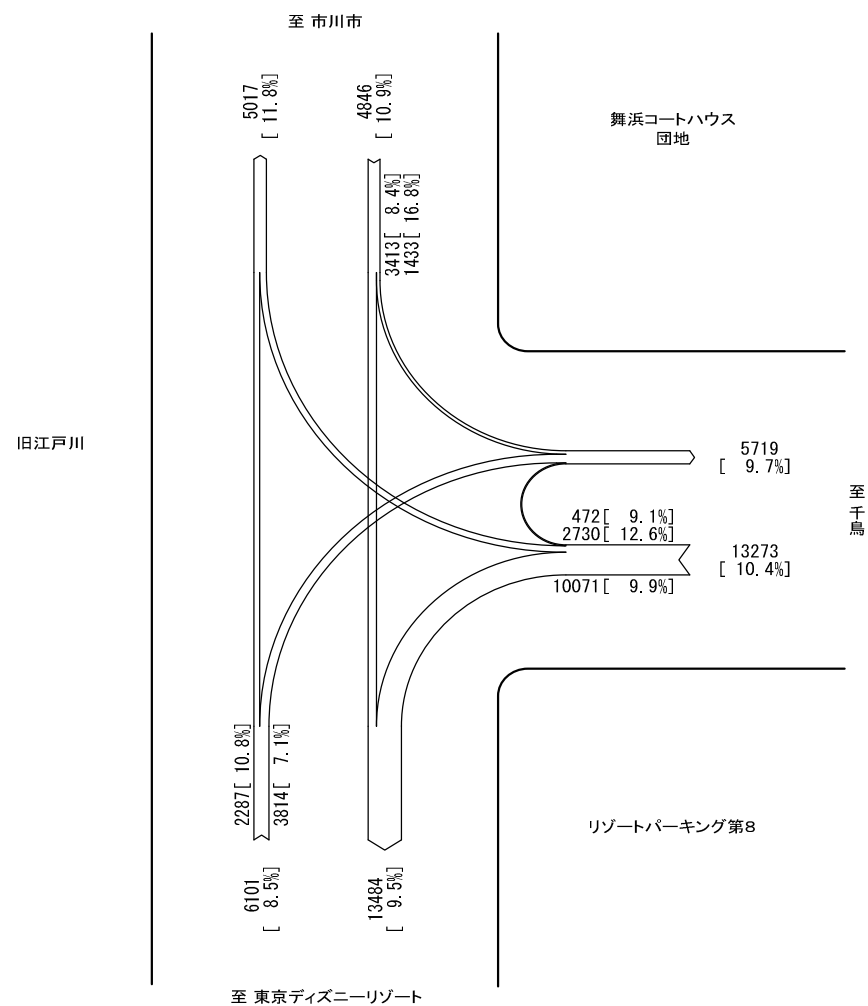 至 市川市
5017
[ 11.8%]
4846
[ 10.9%]
舞浜コートハウス
団地
3413[ 8.4%]
1433[ 16.8%]
旧江戸川
5719
[ 9.7%]
至 千鳥
472[ 9.1%]
2730[ 12.6%]
13273
[ 10.4%]
10071[ 9.9%]
2287[ 10.8%]
3814[ 7.1%]
リゾートパーキング第8
6101
[ 8.5%]
13484
[ 9.5%]
至 東京ディズニーリゾート